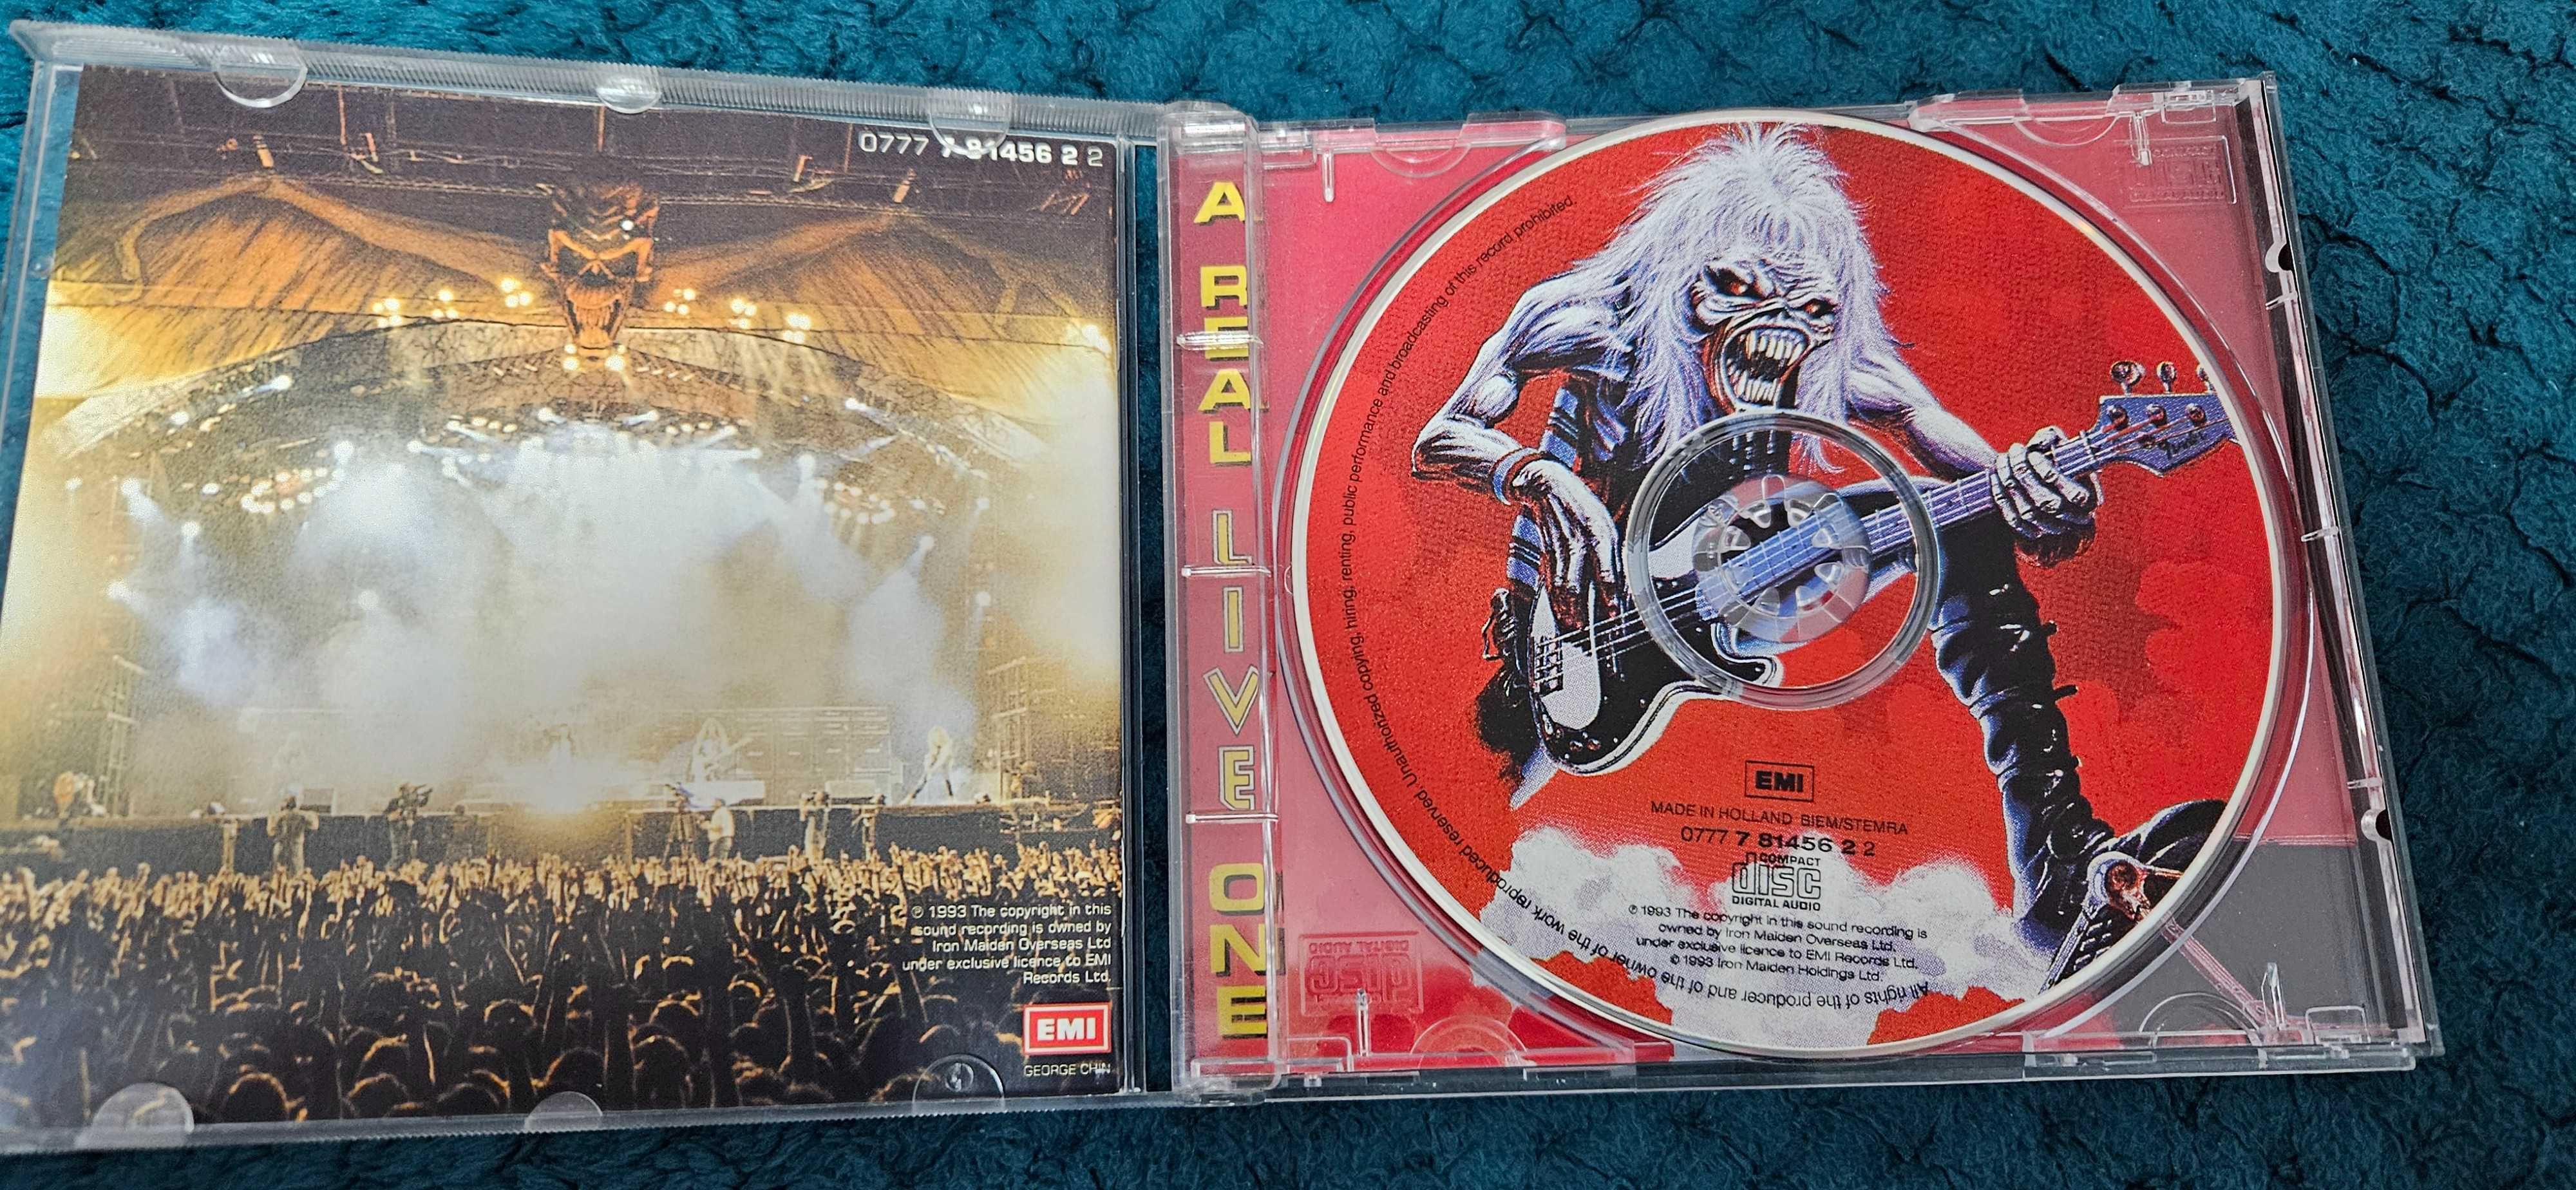 0777 7 81456 2 2
℗ 1993 The copyright in this
sound recording is owned by
Iron Maiden Overseas Ltd
under exclusive licence to EMI
Records Ltd.
EMI
GEORGE CHIN
A REAL LIVE ONE
All rights of the producer and of the owner of the work reproduced reserved. Unauthorized copying, hiring, renting, public performance and broadcasting of this record prohibited.
Fender
EMI
MADE IN HOLLAND BIEM/STEMRA
0777 7 81456 2 2
COMPACT
disc
DIGITAL AUDIO
℗ 1993 The copyright in this sound recording is
owned by Iron Maiden Overseas Ltd.
under exclusive licence to EMI Records Ltd.
© 1993 Iron Maiden Holdings Ltd.
disc
DIGITAL AUDIO